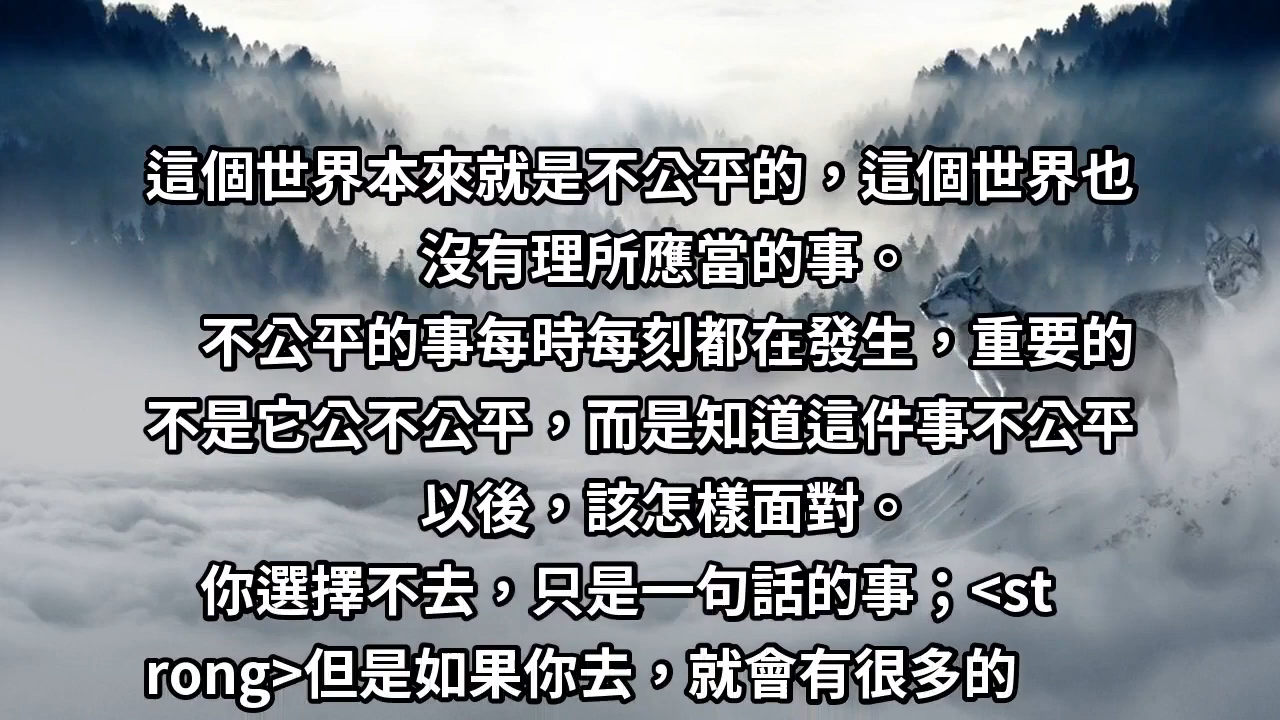 這個世界本來就是不公平的，這個世界也
沒有理所應當的事。
不公平的事每時每刻都在發生，重要的
不是它公不公平，而是知道這件事不公平
以後，該怎樣面對。
你選擇不去，只是一句話的事；<st
rong>但是如果你去，就會有很多的